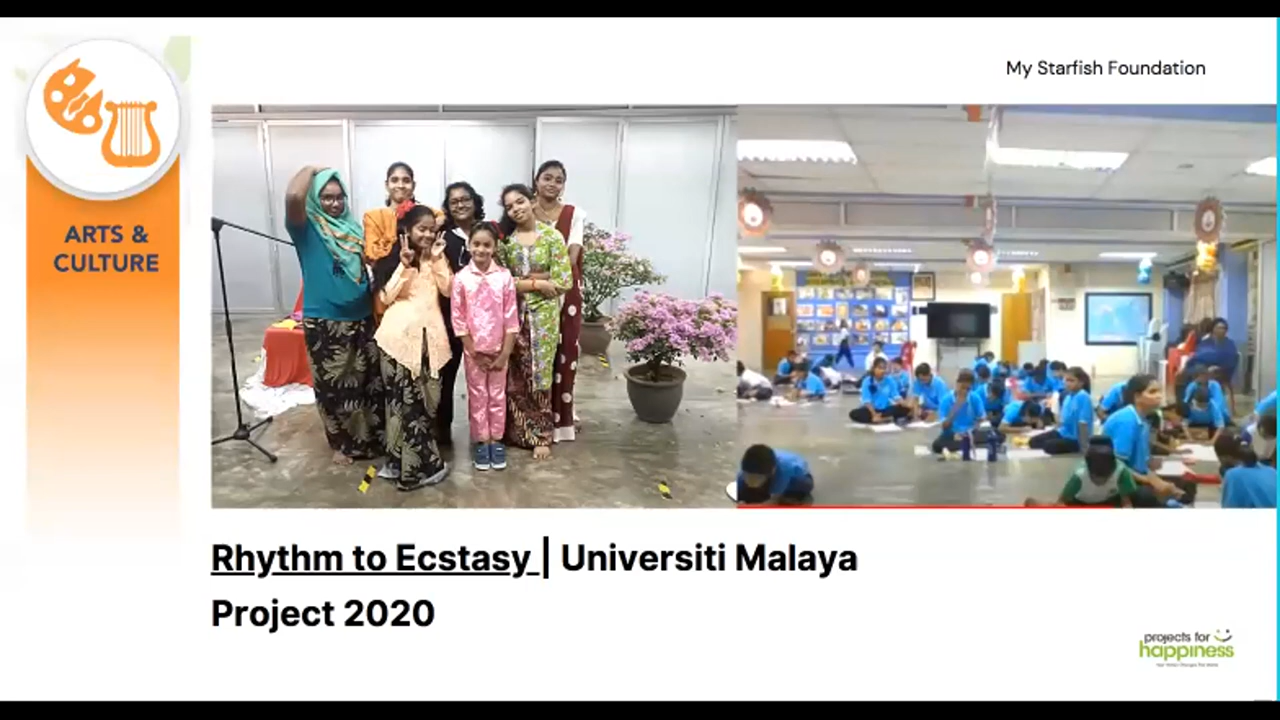 My Starfish Foundation
ARTS &
CULTURE
Rhythm to Ecstasy | Universiti Malaya
Project 2020
projects for
happiness